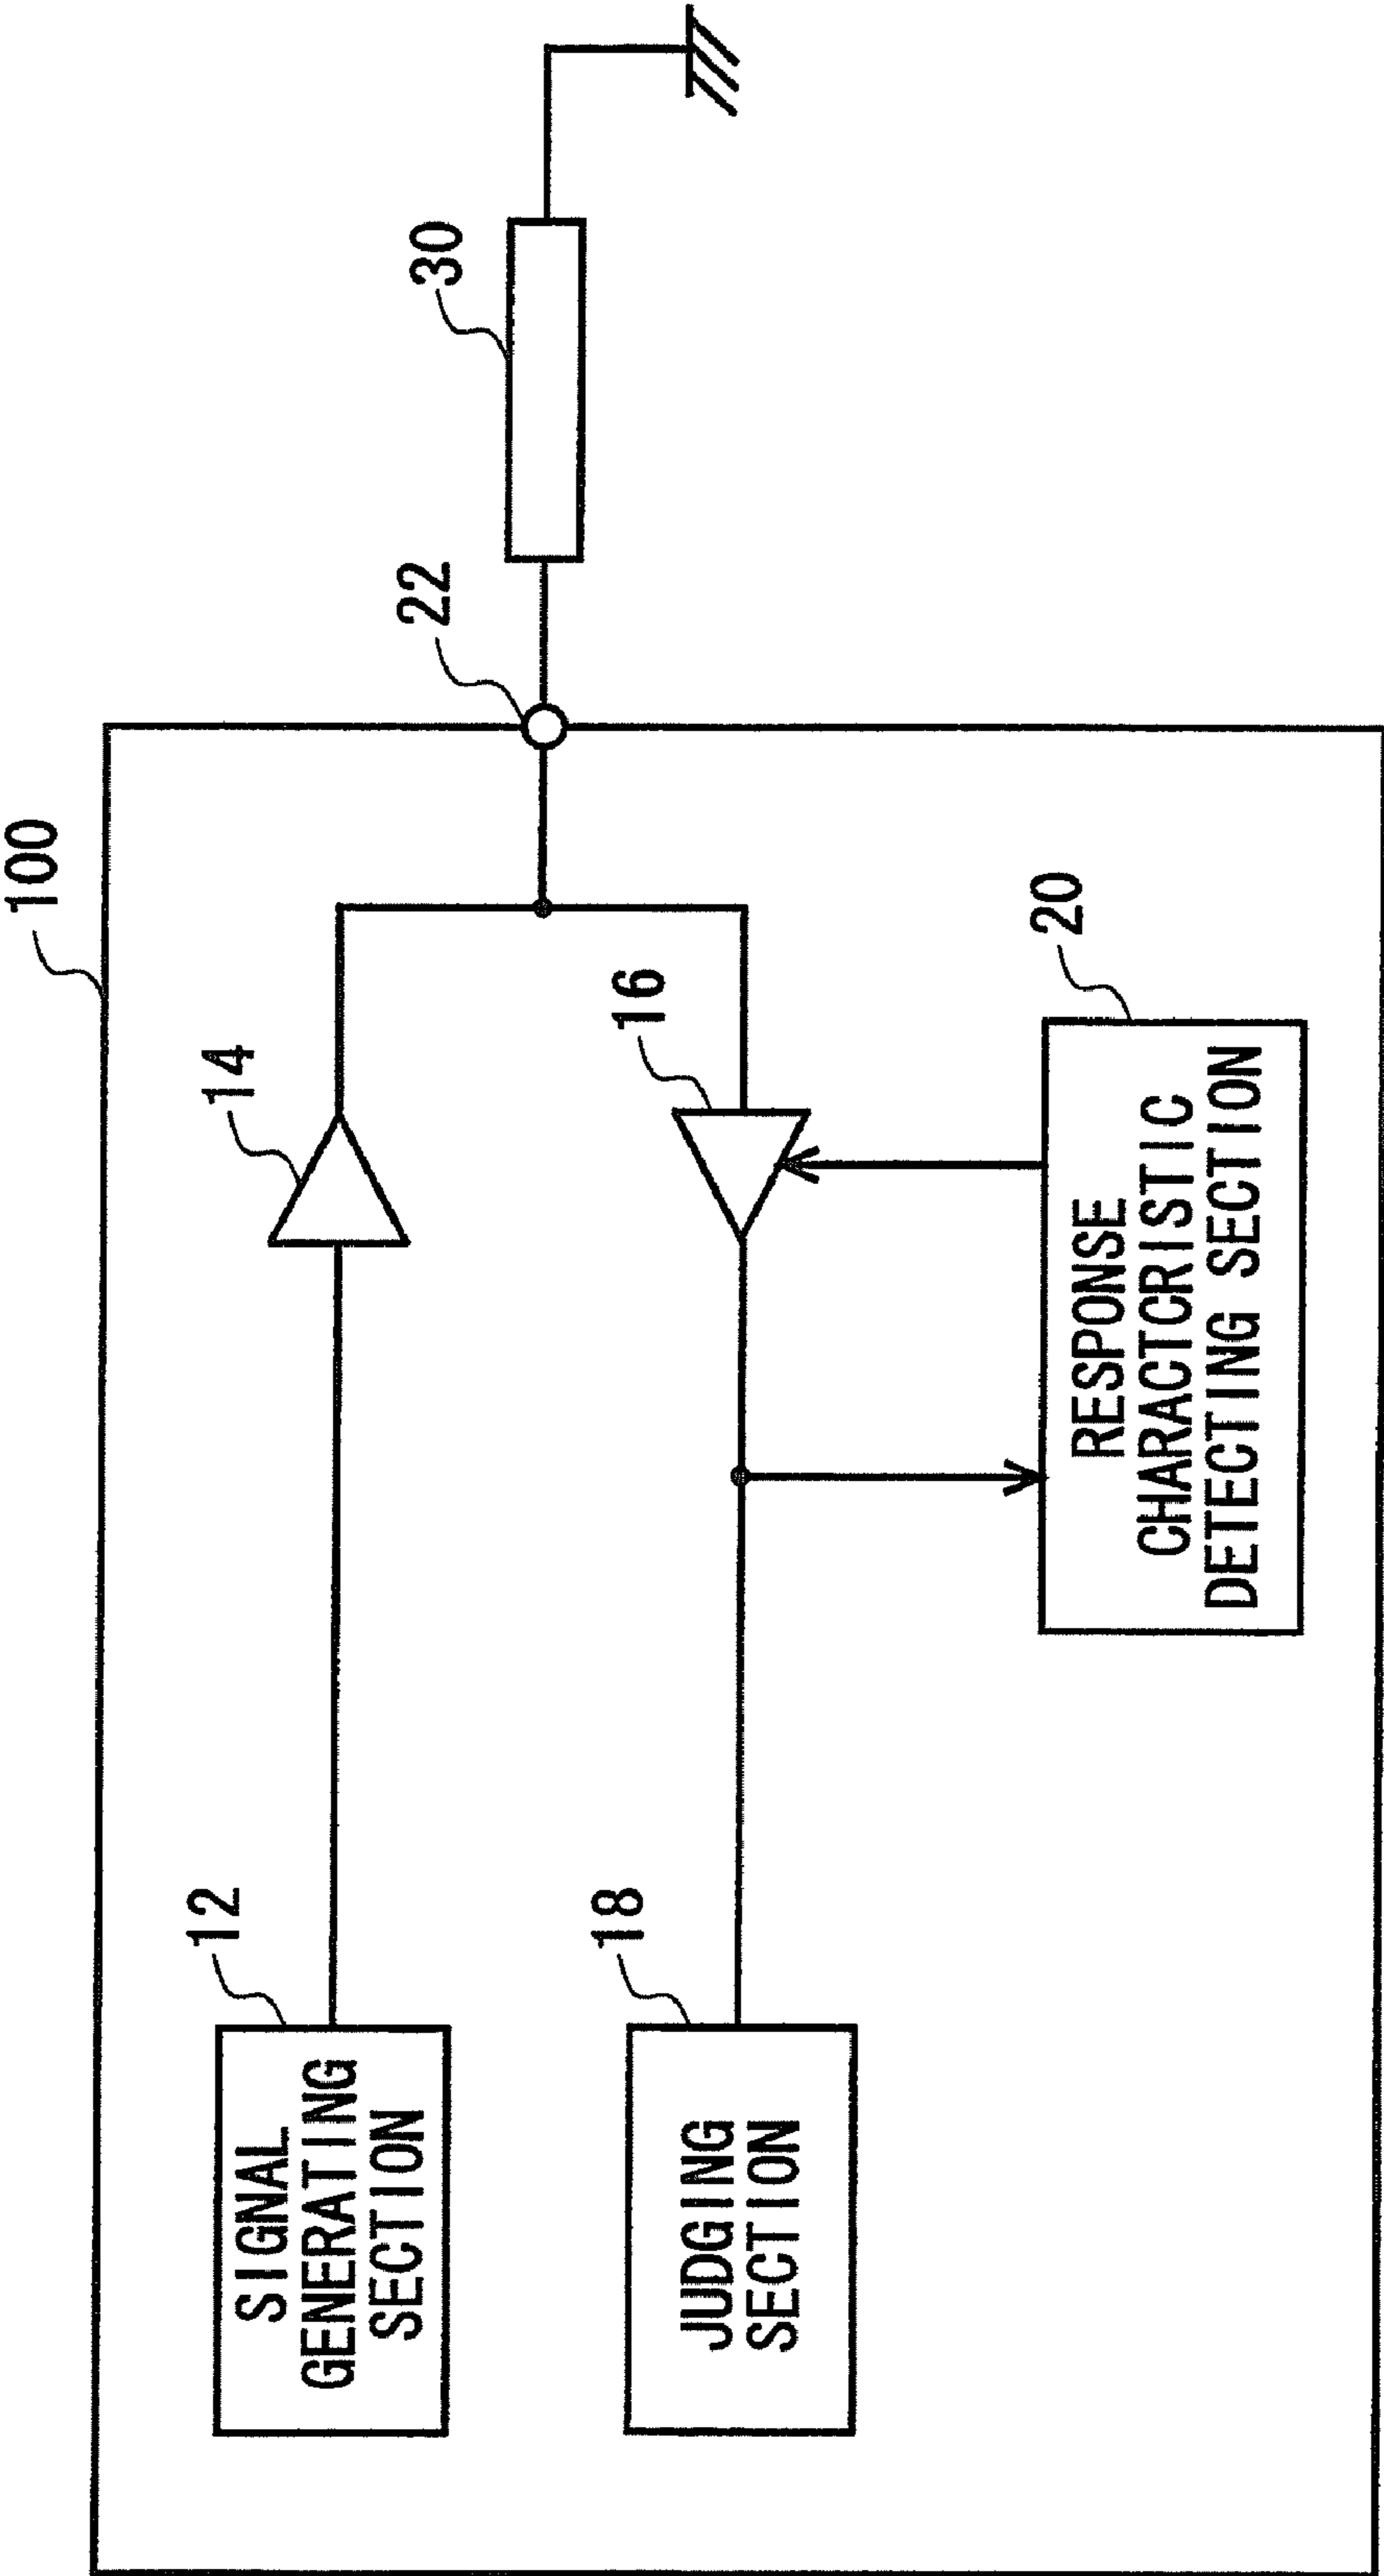 100
12
SIGNAL
GENERATING
SECTION
14
22
30
18
JUDGING
SECTION
16
20
RESPONSE
CHARACTCRISTIC
DETECTING SECTION